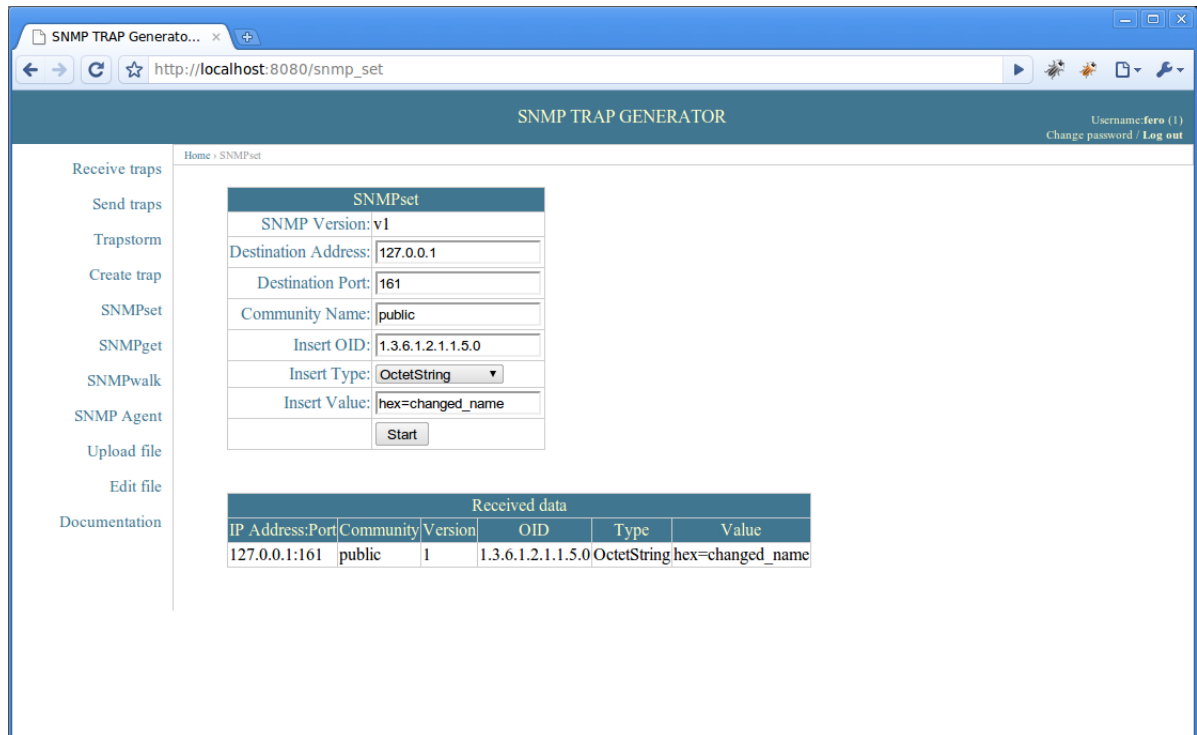 SNMP TRAP Generato...
http://localhost:8080/snmp_set
SNMP TRAP GENERATOR
Username:fero (1)
Change password / Log out
Home › SNMPset
Receive traps
Send traps
Trapstorm
Create trap
SNMPset
SNMPget
SNMPwalk
SNMP Agent
Upload file
Edit file
Documentation
SNMPset
SNMP Version: v1
Destination Address: 127.0.0.1
Destination Port: 161
Community Name: public
Insert OID: 1.3.6.1.2.1.1.5.0
Insert Type: OctetString
Insert Value: hex=changed_name
Start
Received data
IP Address:Port Community Version OID Type Value
127.0.0.1:161 public 1 1.3.6.1.2.1.1.5.0 OctetString hex=changed_name